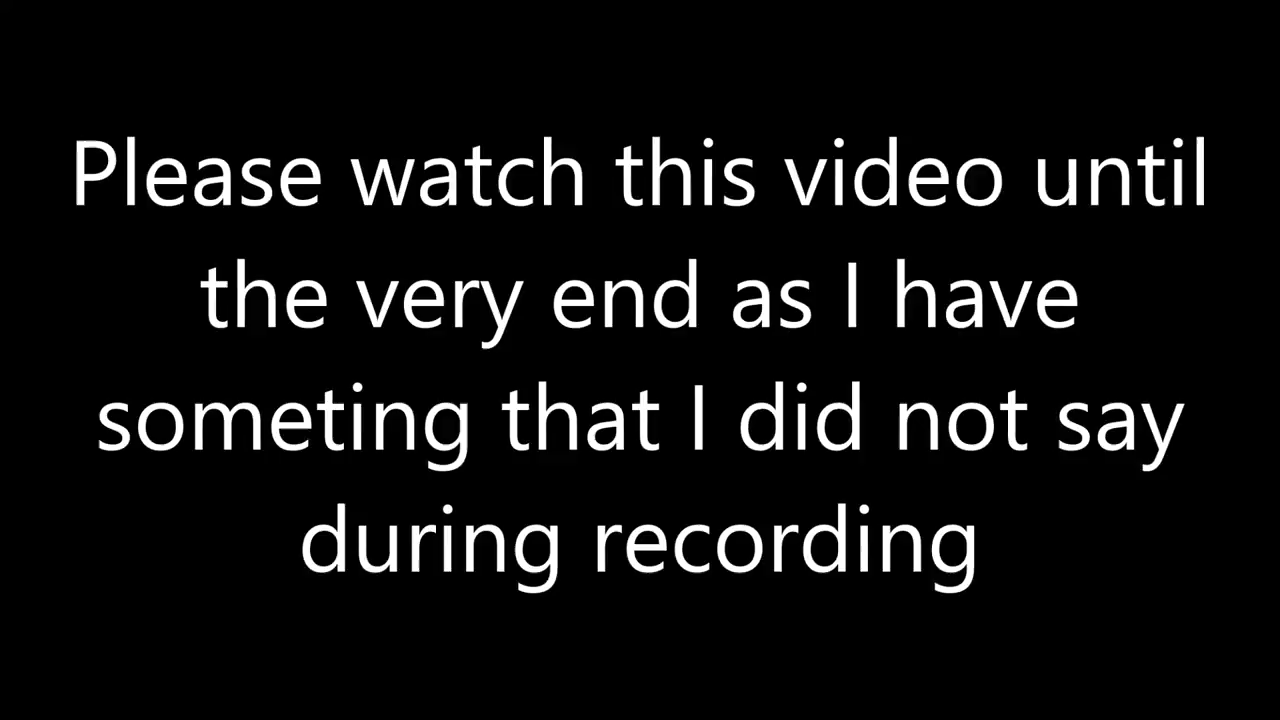 Please watch this video until
the very end as I have
someting that I did not say
during recording